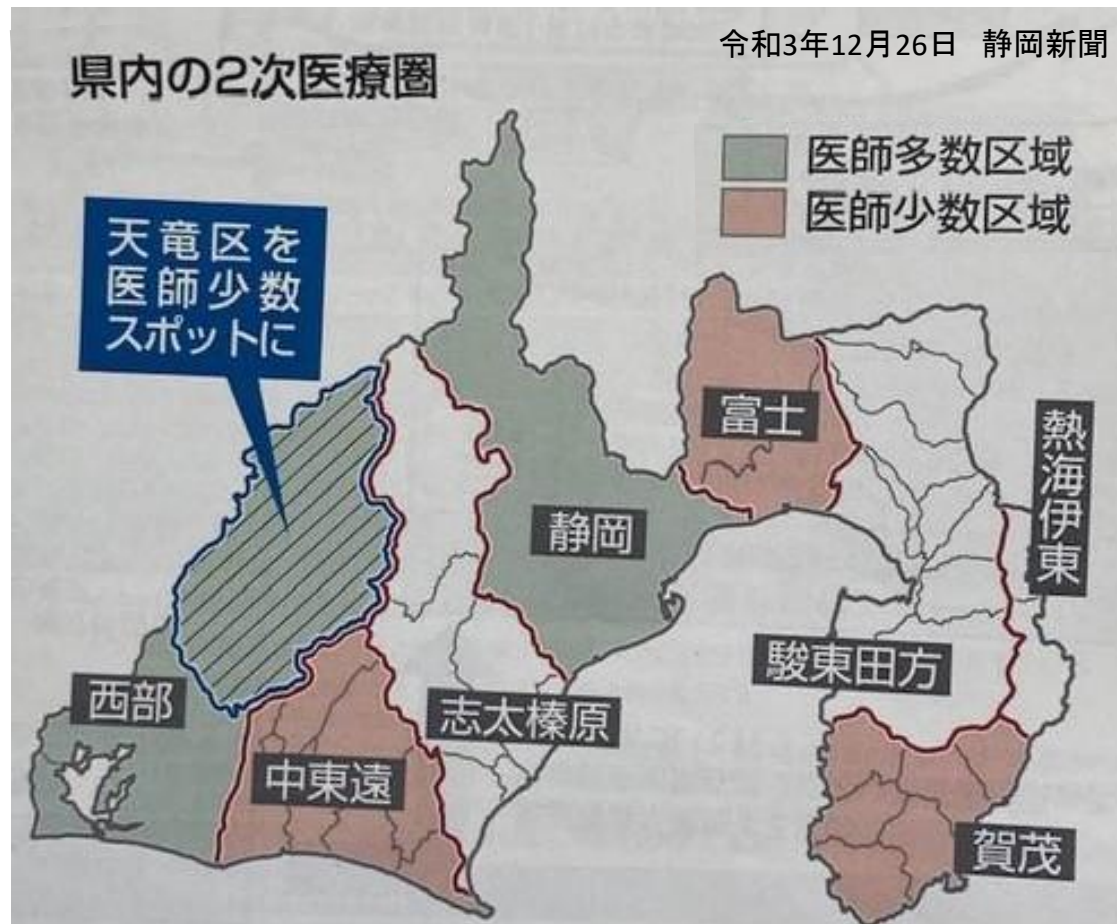 令和3年12月26日 静岡新聞
県内の2次医療圏
医師多数区域
医師少数区域
天竜区を
医師少数
スポットに
富士
熱海伊東
静岡
駿東田方
西部
志太榛原
中東遠
賀茂